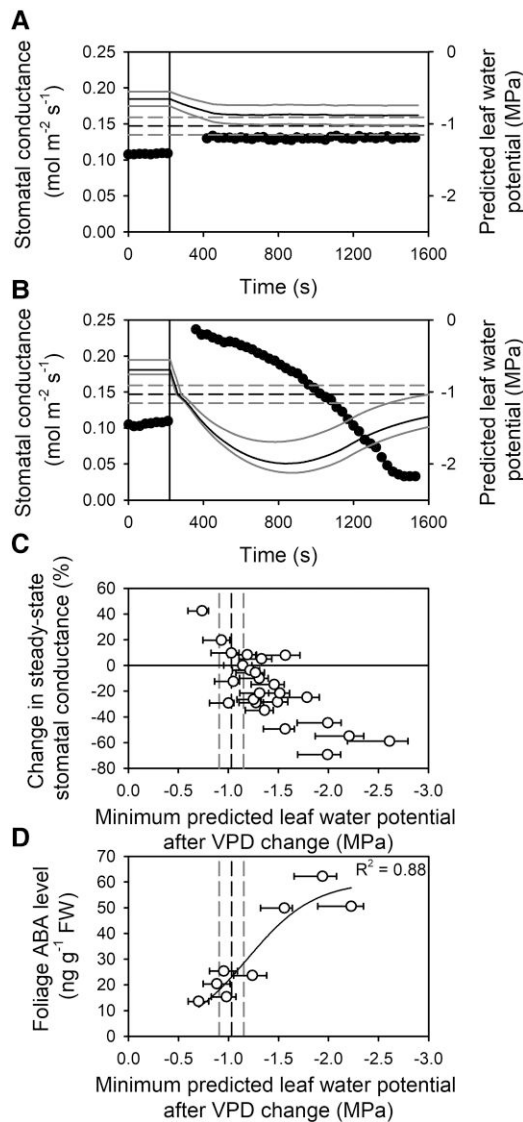 A
Stomatal conductance
(mol m⁻² s⁻¹)
0.25
0.20
0.15
0.10
0.05
0.00
0
-1
-2
Predicted leaf water
potential (MPa)
0 400 800 1200 1600
Time (s)
B
Stomatal conductance
(mol m⁻² s⁻¹)
0.25
0.20
0.15
0.10
0.05
0.00
0
-1
-2
Predicted leaf water
potential (MPa)
0 400 800 1200 1600
Time (s)
C
Change in steady-state
stomatal conductance (%)
60
40
20
0
-20
-40
-60
-80
0.0 -0.5 -1.0 -1.5 -2.0 -2.5 -3.0
Minimum predicted leaf water potential
after VPD change (MPa)
D
Foliage ABA level
(ng g⁻¹ FW)
70
60
50
40
30
20
10
0
R² = 0.88
0.0 -0.5 -1.0 -1.5 -2.0 -2.5 -3.0
Minimum predicted leaf water potential
after VPD change (MPa)